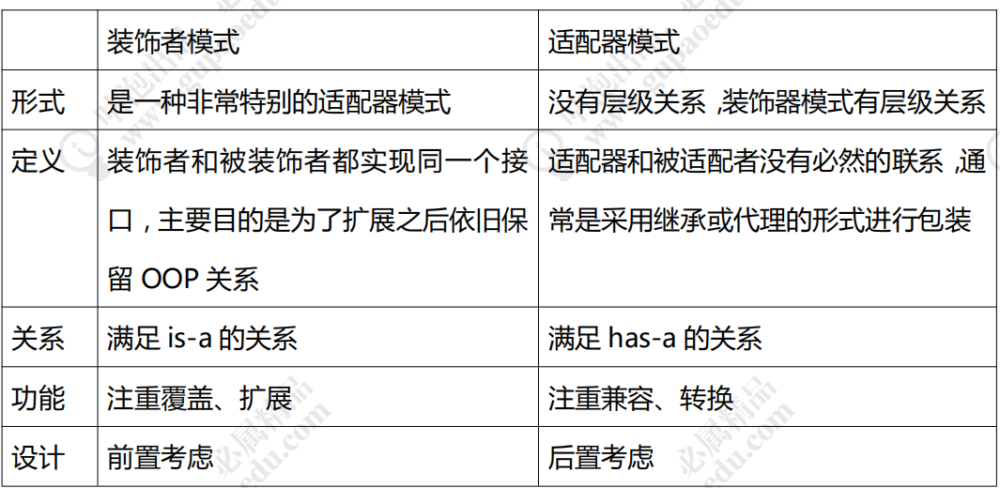 装饰者模式 适配器模式
形式 是一种非常特别的适配器模式 没有层级关系 ,装饰器模式有层级关系
定义 装饰者和被装饰者都实现同一个接 适配器和被适配者没有必然的联系 ,通
口 , 主要目的是为了扩展之后依旧保 常是采用继承或代理的形式进行包装
留 OOP 关系
关系 满足 is-a 的关系 满足 has-a 的关系
功能 注重覆盖、扩展 注重兼容、转换
设计 前置考虑 后置考虑